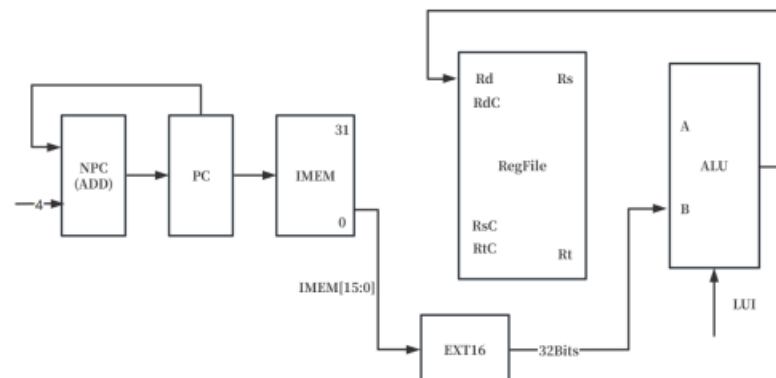 Rd
Rs
RdC
31
A
NPC
(ADD)
PC
IMEM
RegFile
ALU
4
B
0
RsC
RtC
Rt
IMEM[15:0]
LUI
EXT16
32Bits